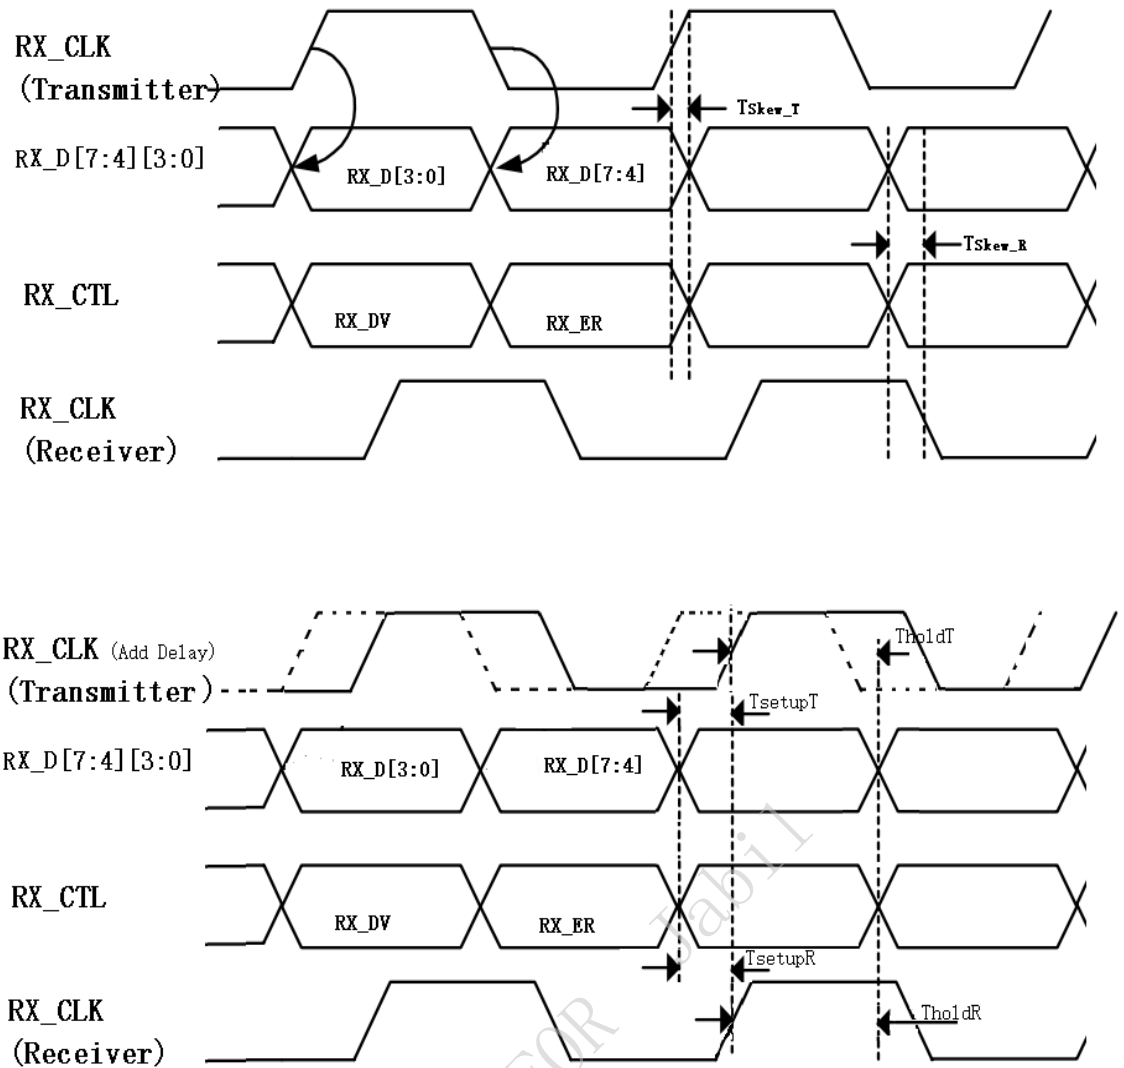 RX_CLK
(Transmitter)
Tskew_T
RX_D[7:4][3:0]
RX_D[3:0]
RX_D[7:4]
Tskew_R
RX_CTL
RX_DV
RX_ER
RX_CLK
(Receiver)
RX_CLK (Add Delay)
(Transmitter)
TholdT
TsetupT
RX_D[7:4][3:0]
RX_D[3:0]
RX_D[7:4]
Jabil
RX_CTL
RX_DV
RX_ER
TsetupR
RX_CLK
(Receiver)
TholdR
FOR